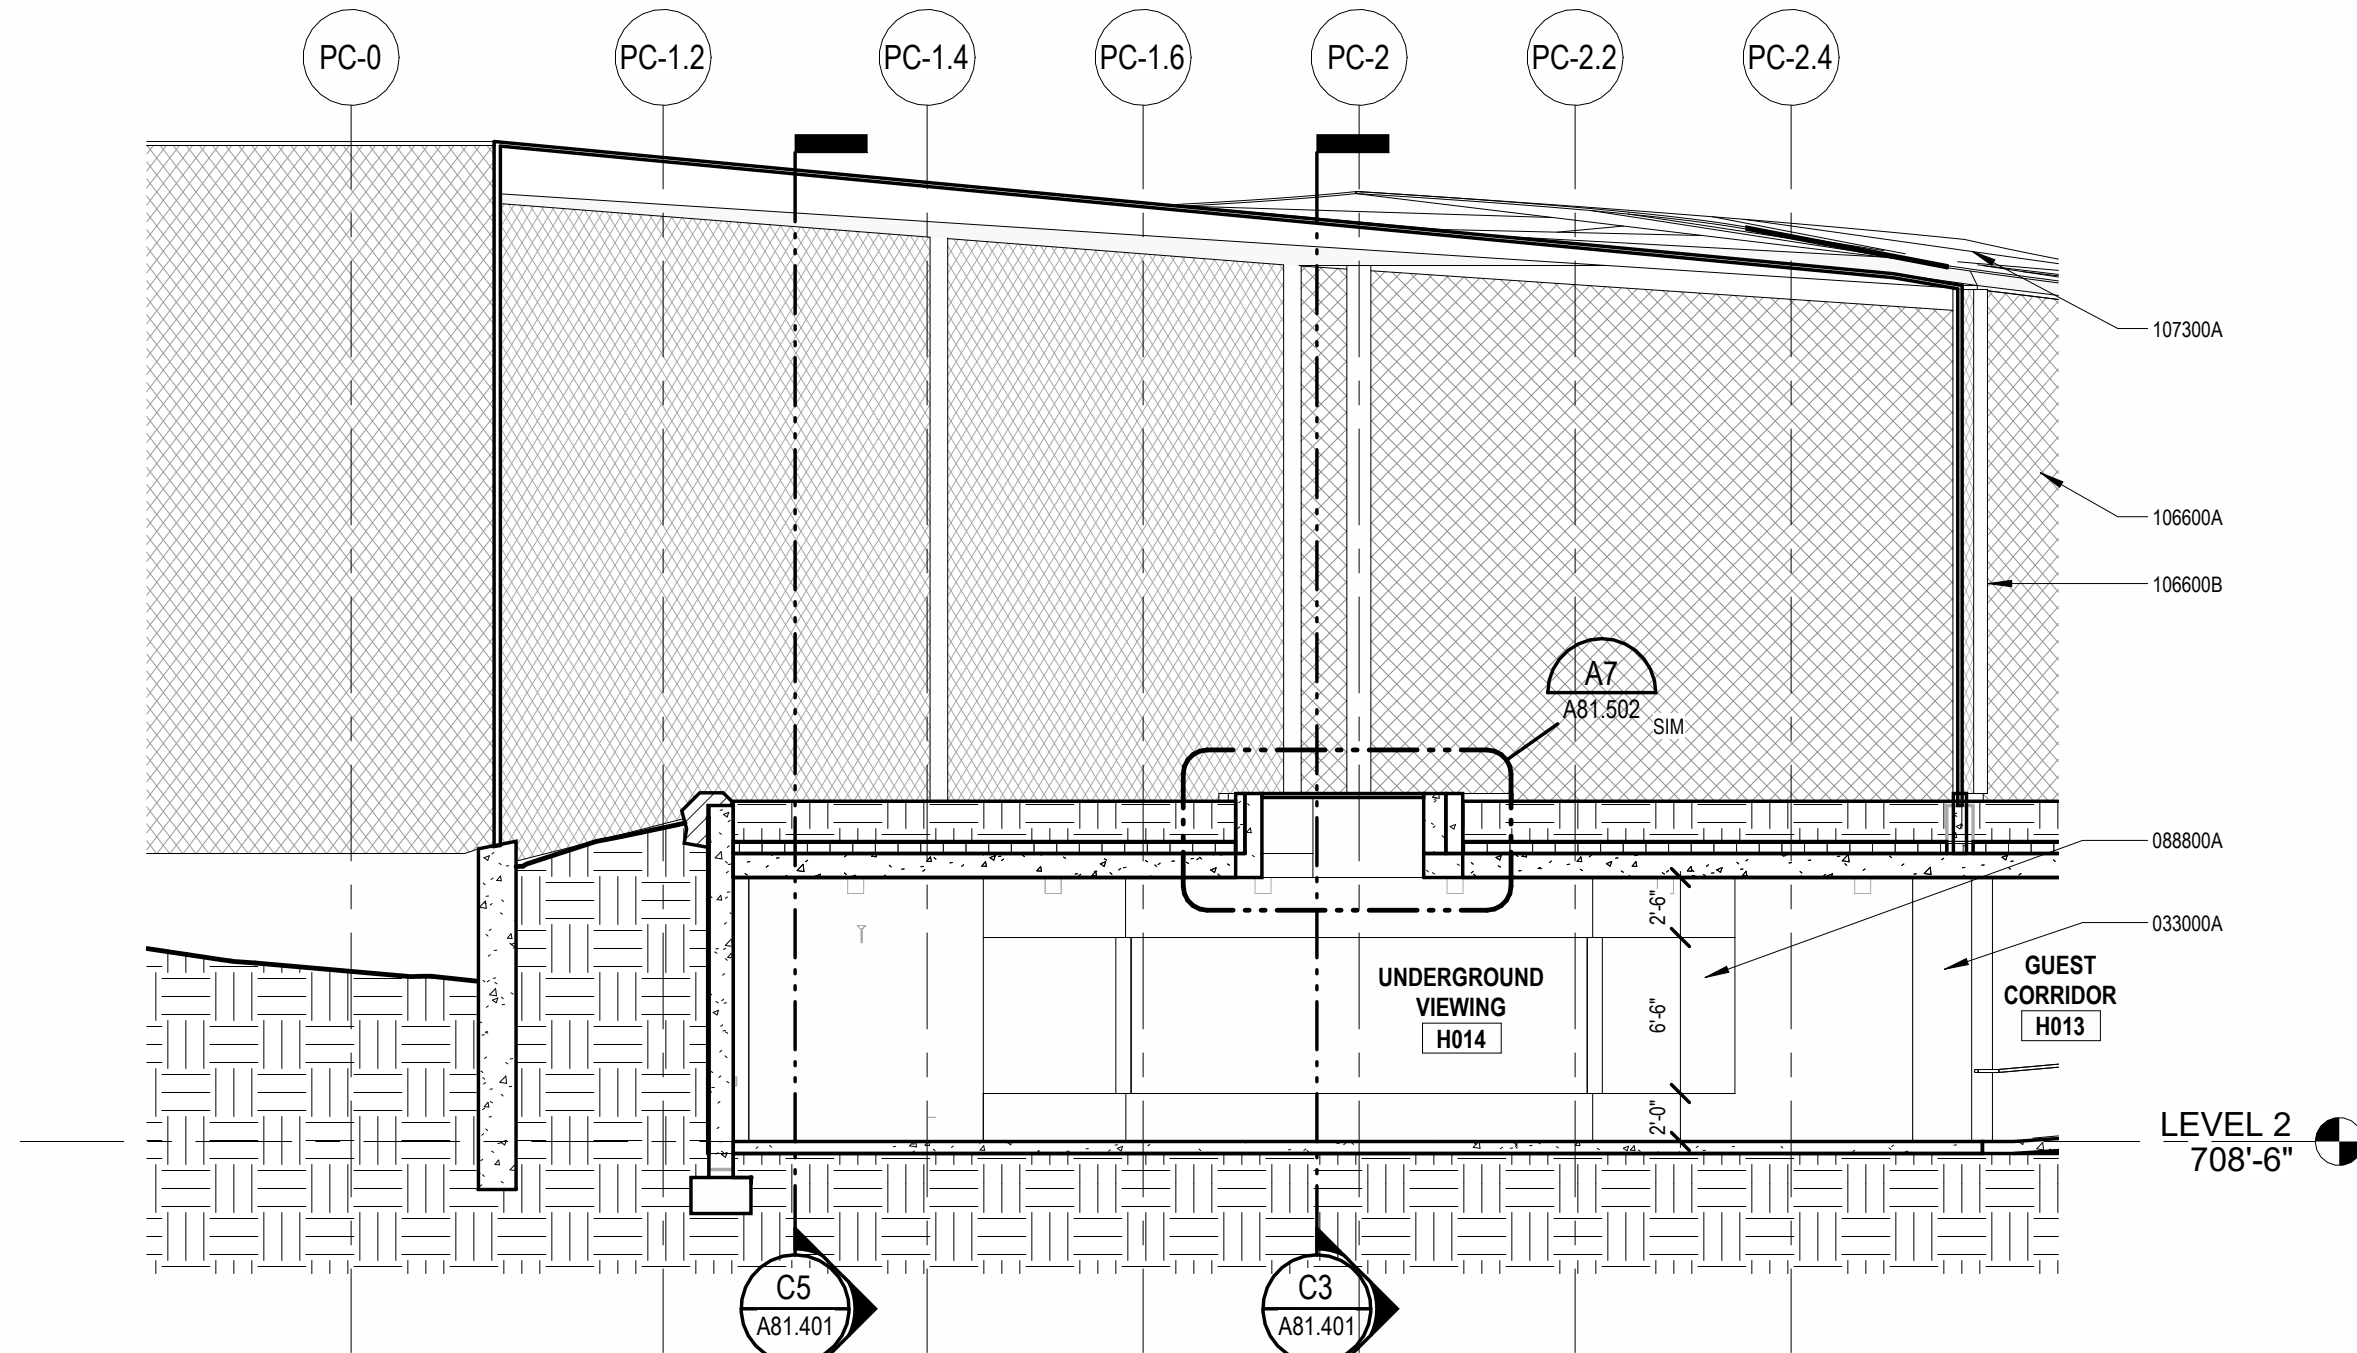 PC-0
PC-1.2
PC-1.4
PC-1.6
PC-2
PC-2.2
PC-2.4
107300A
106600A
106600B
A7
A81.502
SIM
088800A
033000A
2'-6"
UNDERGROUND
VIEWING
H014
6'-6"
GUEST
CORRIDOR
H013
2'-0"
LEVEL 2
708'-6"
C5
A81.401
C3
A81.401